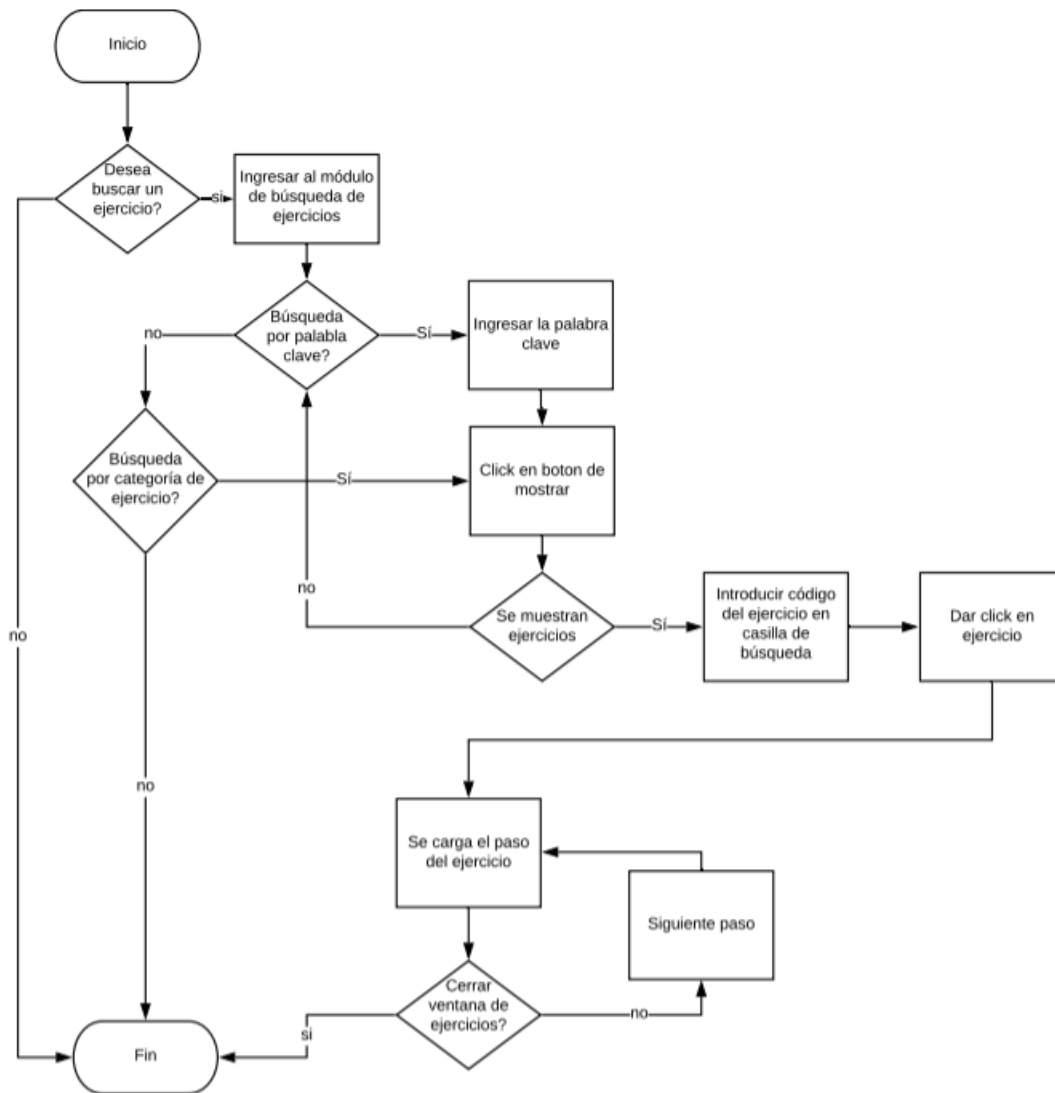 Inicio
Desea
buscar un
ejercicio?
si
Ingresar al módulo
de búsqueda de
ejercicios
Búsqueda
por palabla
clave?
no
Sí
Ingresar la palabra
clave
Búsqueda
por categoría de
ejercicio?
Sí
Click en boton de
mostrar
no
Se muestran
ejercicios
Sí
Introducir código
del ejercicio en
casilla de
búsqueda
Dar click en
ejercicio
no
no
Se carga el paso
del ejercicio
Siguiente paso
Cerrar
ventana de
ejercicios?
no
si
Fin